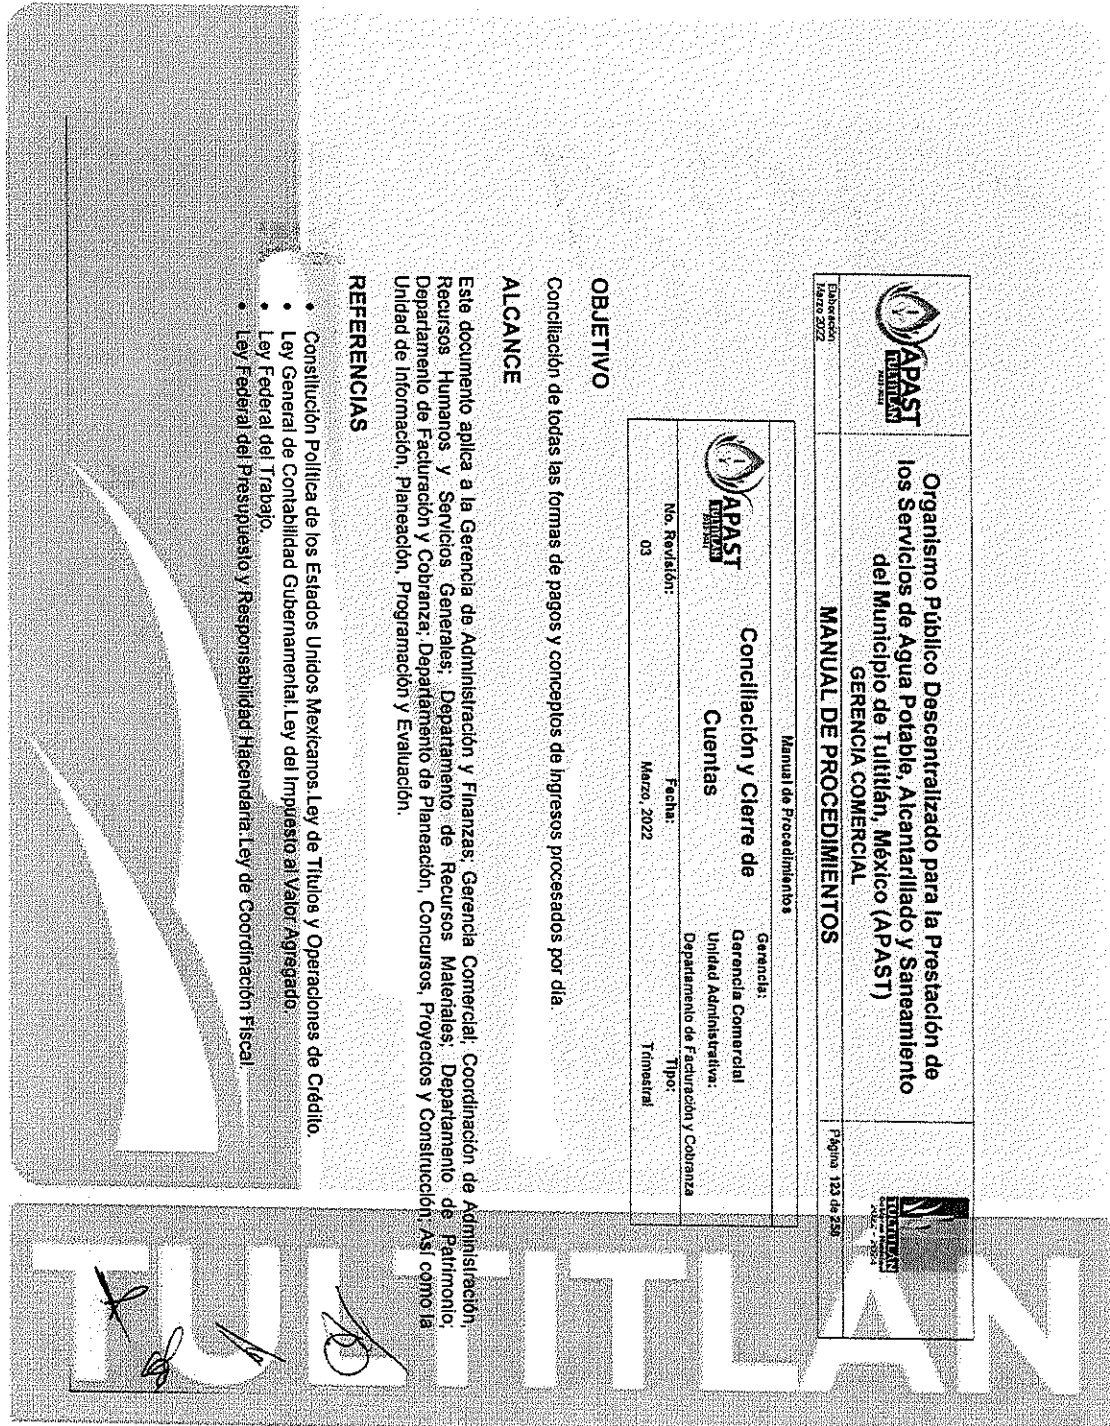 APAST
TULTITLÁN
Organismo Público Descentralizado para la Prestación de
los Servicios de Agua Potable, Alcantarillado y Saneamiento
del Municipio de Tultitlán, México (APAST)
GERENCIA COMERCIAL
TULTITLÁN
Elaboración:
Marzo 2022
MANUAL DE PROCEDIMIENTOS
Página 123 de 258
Manual de Procedimientos
APAST
TULTITLÁN
Conciliación y Cierre de
Cuentas
Gerencia:
Gerencia Comercial
Unidad Administrativa:
Departamento de Facturación y Cobranza
No. Revisión:
03
Fecha:
Marzo, 2022
Tipo:
Trimestral
OBJETIVO
Conciliación de todas las formas de pagos y conceptos de ingresos procesados por día.
ALCANCE
Este documento aplica a la Gerencia de Administración y Finanzas; Gerencia Comercial; Coordinación de Administración,
Recursos Humanos y Servicios Generales; Departamento de Recursos Materiales; Departamento de Patrimonio;
Departamento de Facturación y Cobranza; Departamento de Planeación, Concursos, Proyectos y Construcción; Así como la
Unidad de Información, Planeación, Programación y Evaluación.
REFERENCIAS
• Constitución Política de los Estados Unidos Mexicanos.Ley de Títulos y Operaciones de Crédito.
• Ley General de Contabilidad Gubernamental.Ley del Impuesto al Valor Agregado.
• Ley Federal del Trabajo.
• Ley Federal del Presupuesto y Responsabilidad Hacendaria.Ley de Coordinación Fiscal.
TULTITLÁN